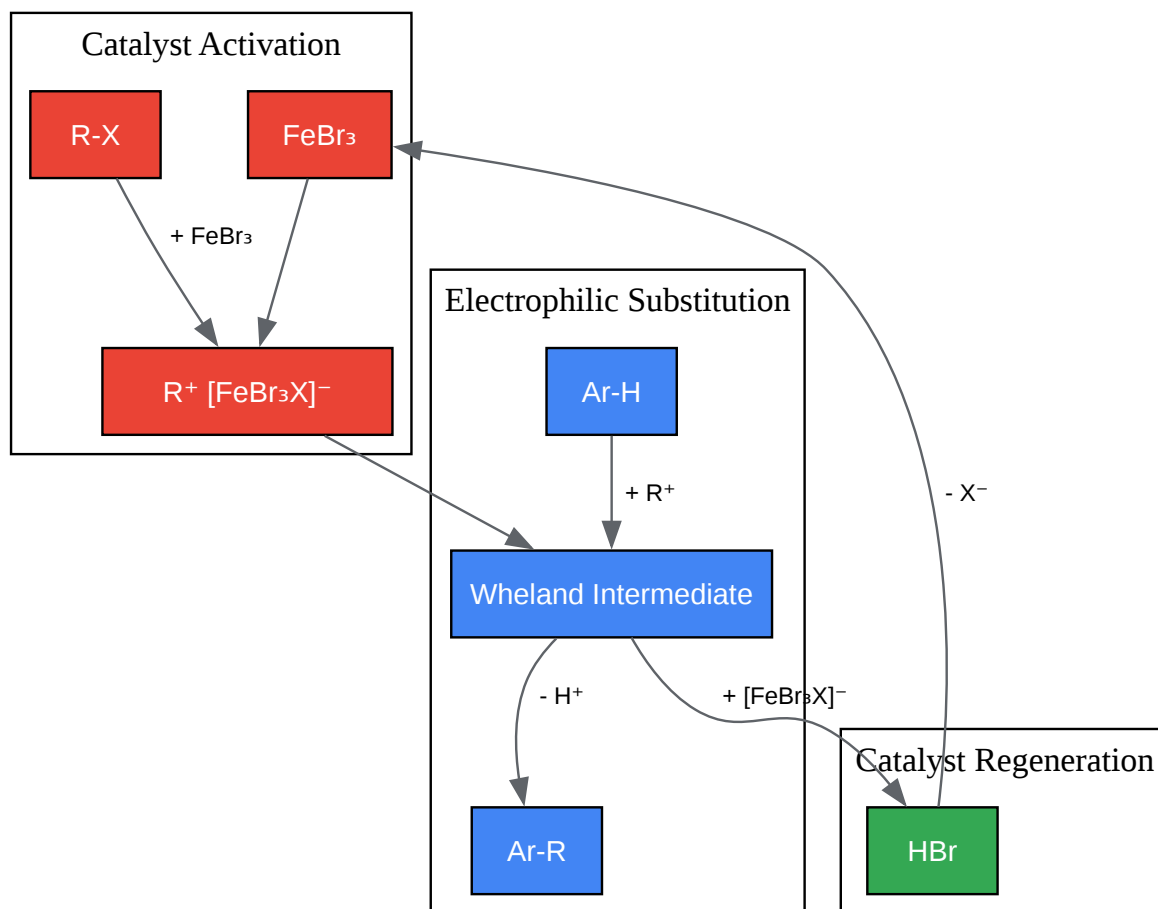 Catalyst Activation
R-X
FeBr₃
+ FeBr₃
R⁺ [FeBr₃X]⁻
Electrophilic Substitution
Ar-H
+ R⁺
- X⁻
Wheland Intermediate
- H⁺
+ [FeBr₃X]⁻
Ar-R
Catalyst Regeneration
HBr